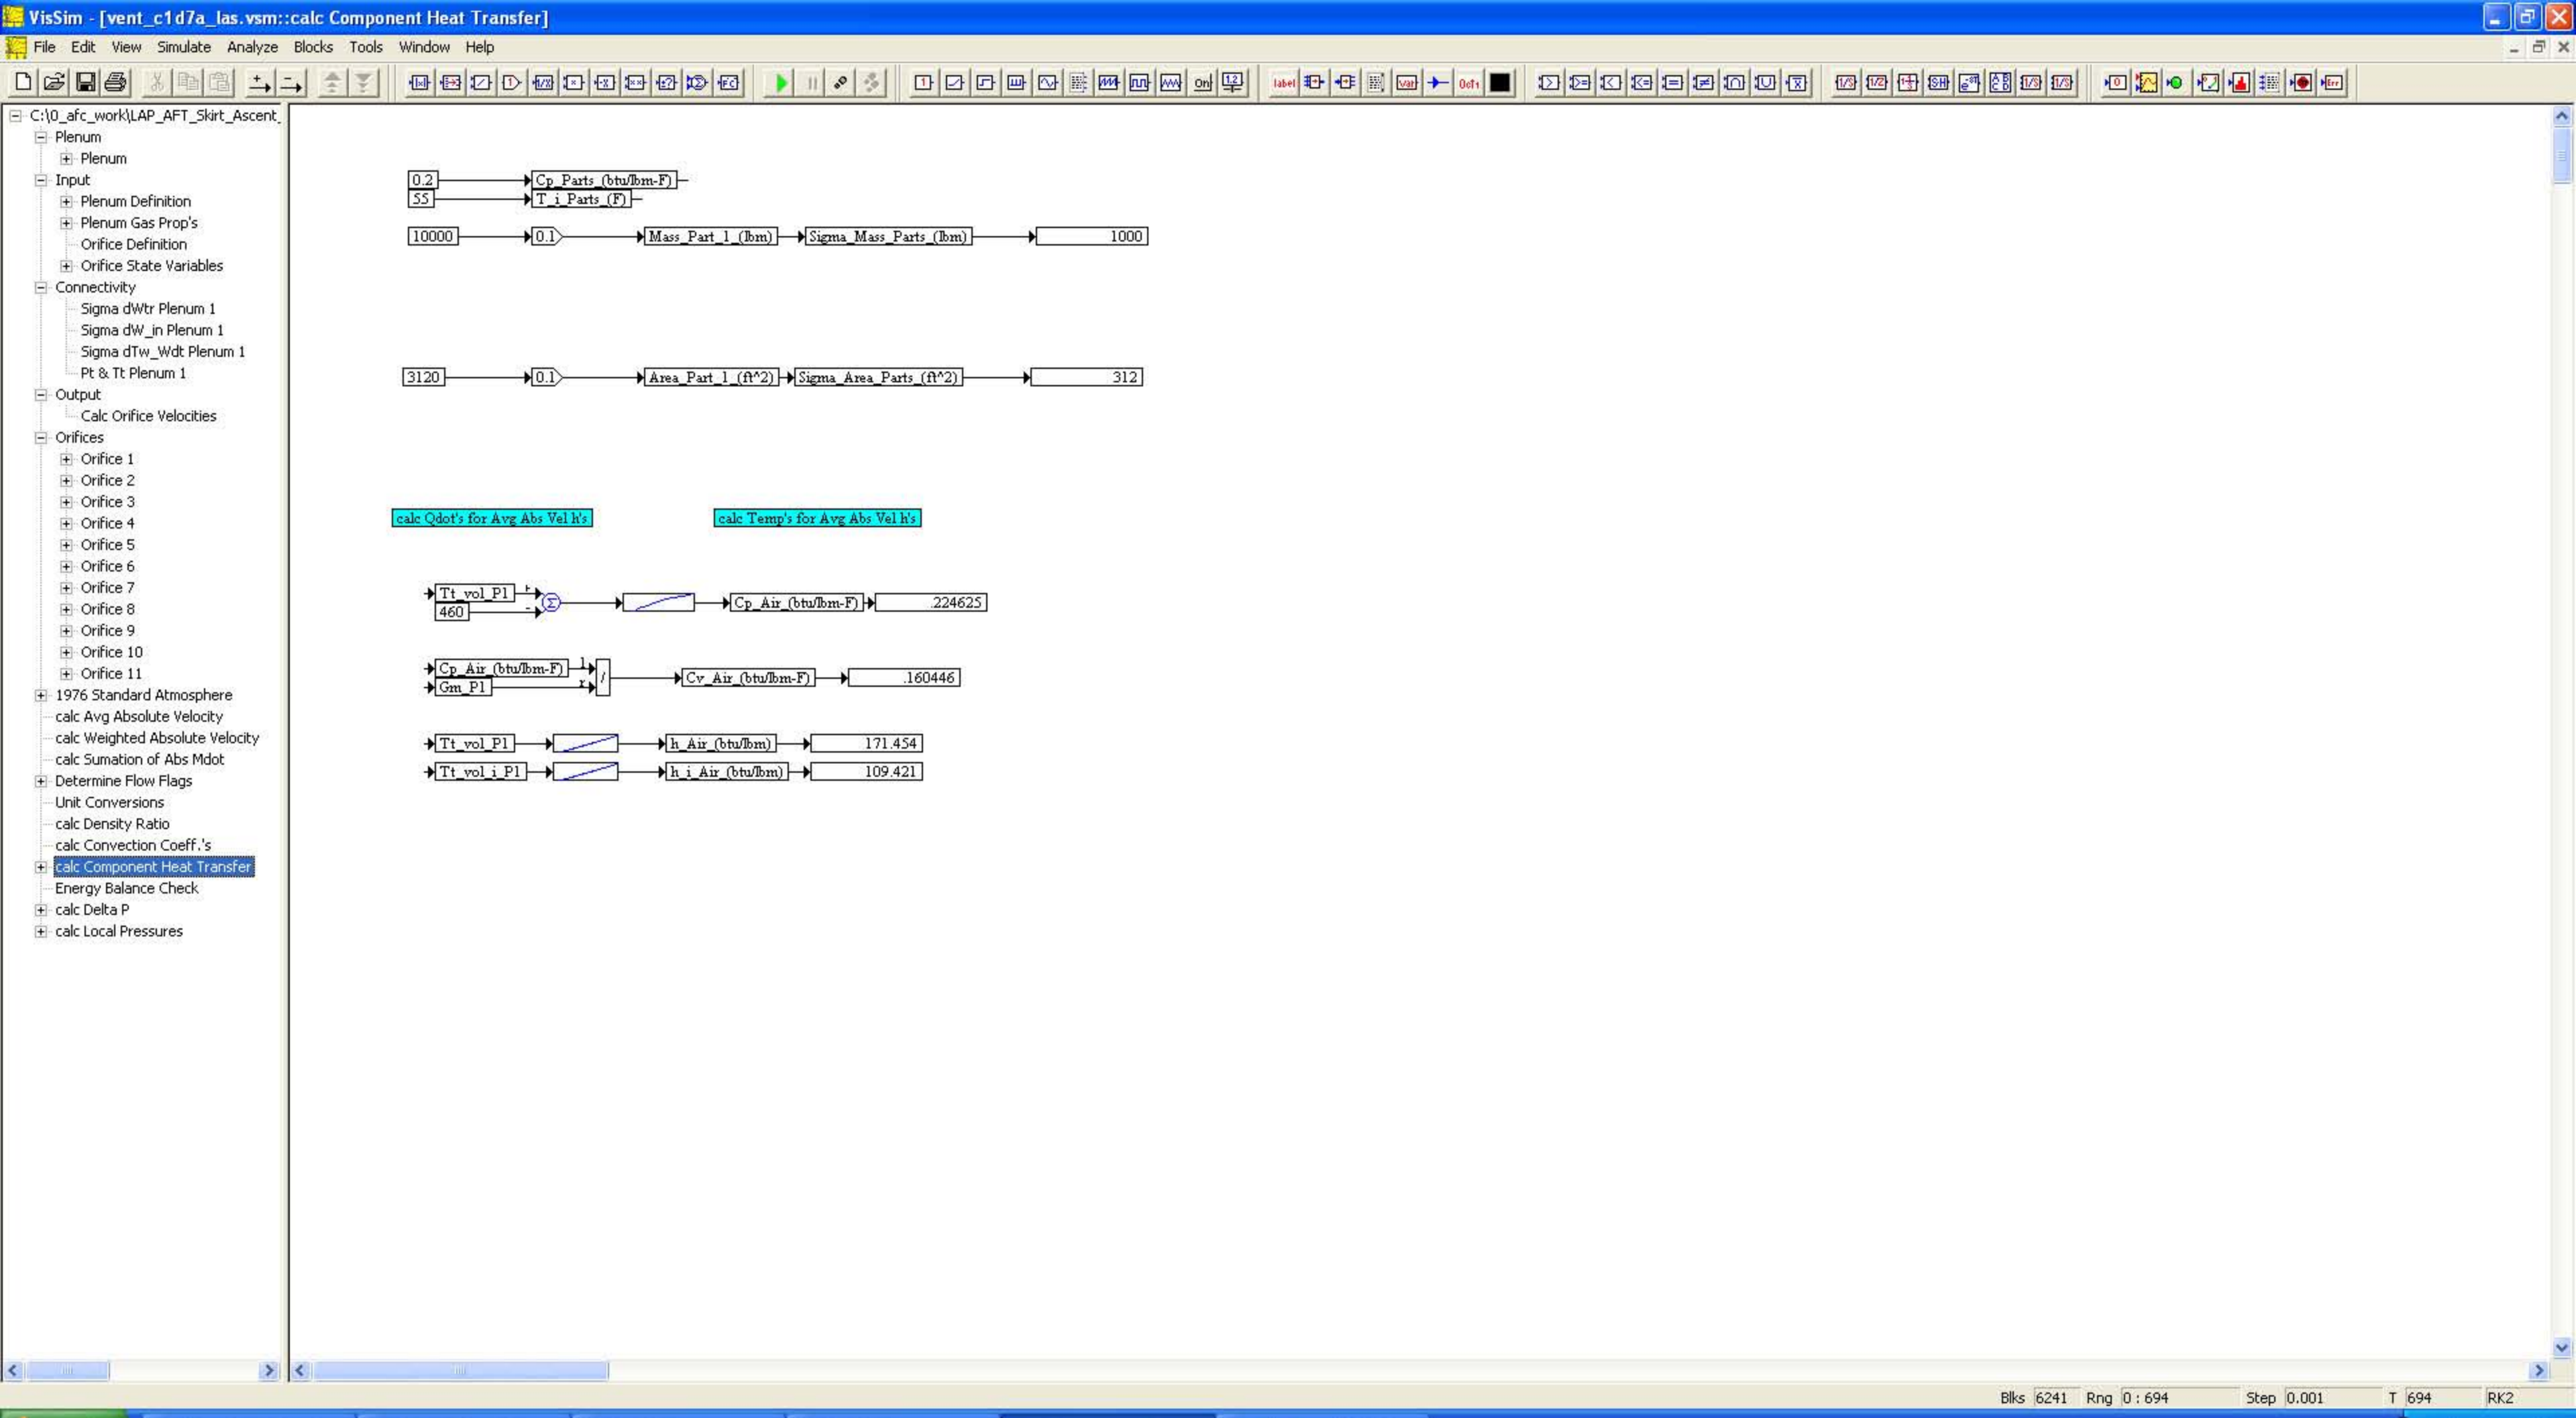 VisSim - [vent_c1d7a_las.vsm::calc Component Heat Transfer]
File Edit View Simulate Analyze Blocks Tools Window Help
C:\0_afc_work\LAP_AFT_Skirt_Ascent_
Plenum
Plenum
Input
Plenum Definition
Plenum Gas Prop's
Orifice Definition
Orifice State Variables
Connectivity
Sigma dWtr Plenum 1
Sigma dW_in Plenum 1
Sigma dTw_Wdt Plenum 1
Pt & Tt Plenum 1
Output
Calc Orifice Velocities
Orifices
Orifice 1
Orifice 2
Orifice 3
Orifice 4
Orifice 5
Orifice 6
Orifice 7
Orifice 8
Orifice 9
Orifice 10
Orifice 11
1976 Standard Atmosphere
calc Avg Absolute Velocity
calc Weighted Absolute Velocity
calc Sumation of Abs Mdot
Determine Flow Flags
Unit Conversions
calc Density Ratio
calc Convection Coeff.'s
calc Component Heat Transfer
Energy Balance Check
calc Delta P
calc Local Pressures
0.2 Cp_Parts_(btu/lbm-F)
55 T_i_Parts_(F)
10000 0.1 Mass_Part_1_(lbm) Sigma_Mass_Parts_(lbm) 1000
3120 0.1 Area_Part_1_(ft^2) Sigma_Area_Parts_(ft^2) 312
calc Qdot's for Avg Abs Vel h's calc Temp's for Avg Abs Vel h's
Tt_vol_P1 + Σ Cp_Air_(btu/lbm-F) .224625
460 -
Cp_Air_(btu/lbm-F) l / Cv_Air_(btu/lbm-F) .160446
Gm_P1 r
Tt_vol_P1 h_Air_(btu/lbm) 171.454
Tt_vol_i_P1 h_i_Air_(btu/lbm) 109.421
Blks 6241 Rng 0 : 694 Step 0.001 T 694 RK2